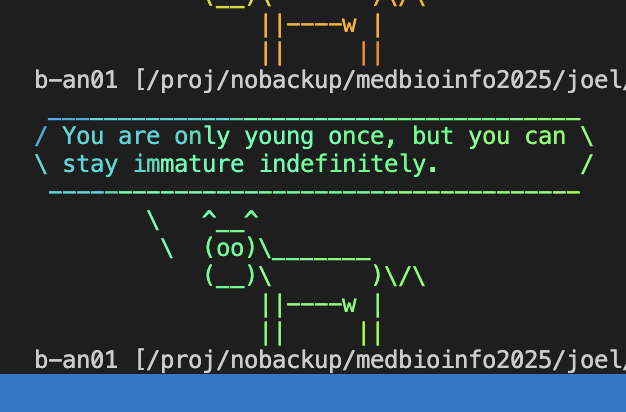 (__)\       )\/\
||----w |
||     ||
b-an01 [/proj/nobackup/medbioinfo2025/joel/
 ______________________________________
/ You are only young once, but you can \
\ stay immature indefinitely.          /
 --------------------------------------
        \   ^__^
         \  (oo)\_______
            (__)\       )\/\
                ||----w |
                ||     ||
b-an01 [/proj/nobackup/medbioinfo2025/joel/